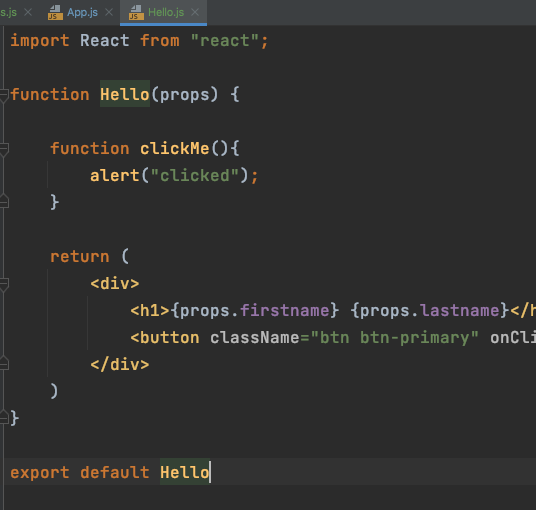 s.js App.js Hello.js
import React from "react";
function Hello(props) {
function clickMe(){
alert("clicked");
}
return (
<div>
<h1>{props.firstname} {props.lastname}</h
<button className="btn btn-primary" onCli
</div>
)
}
export default Hello